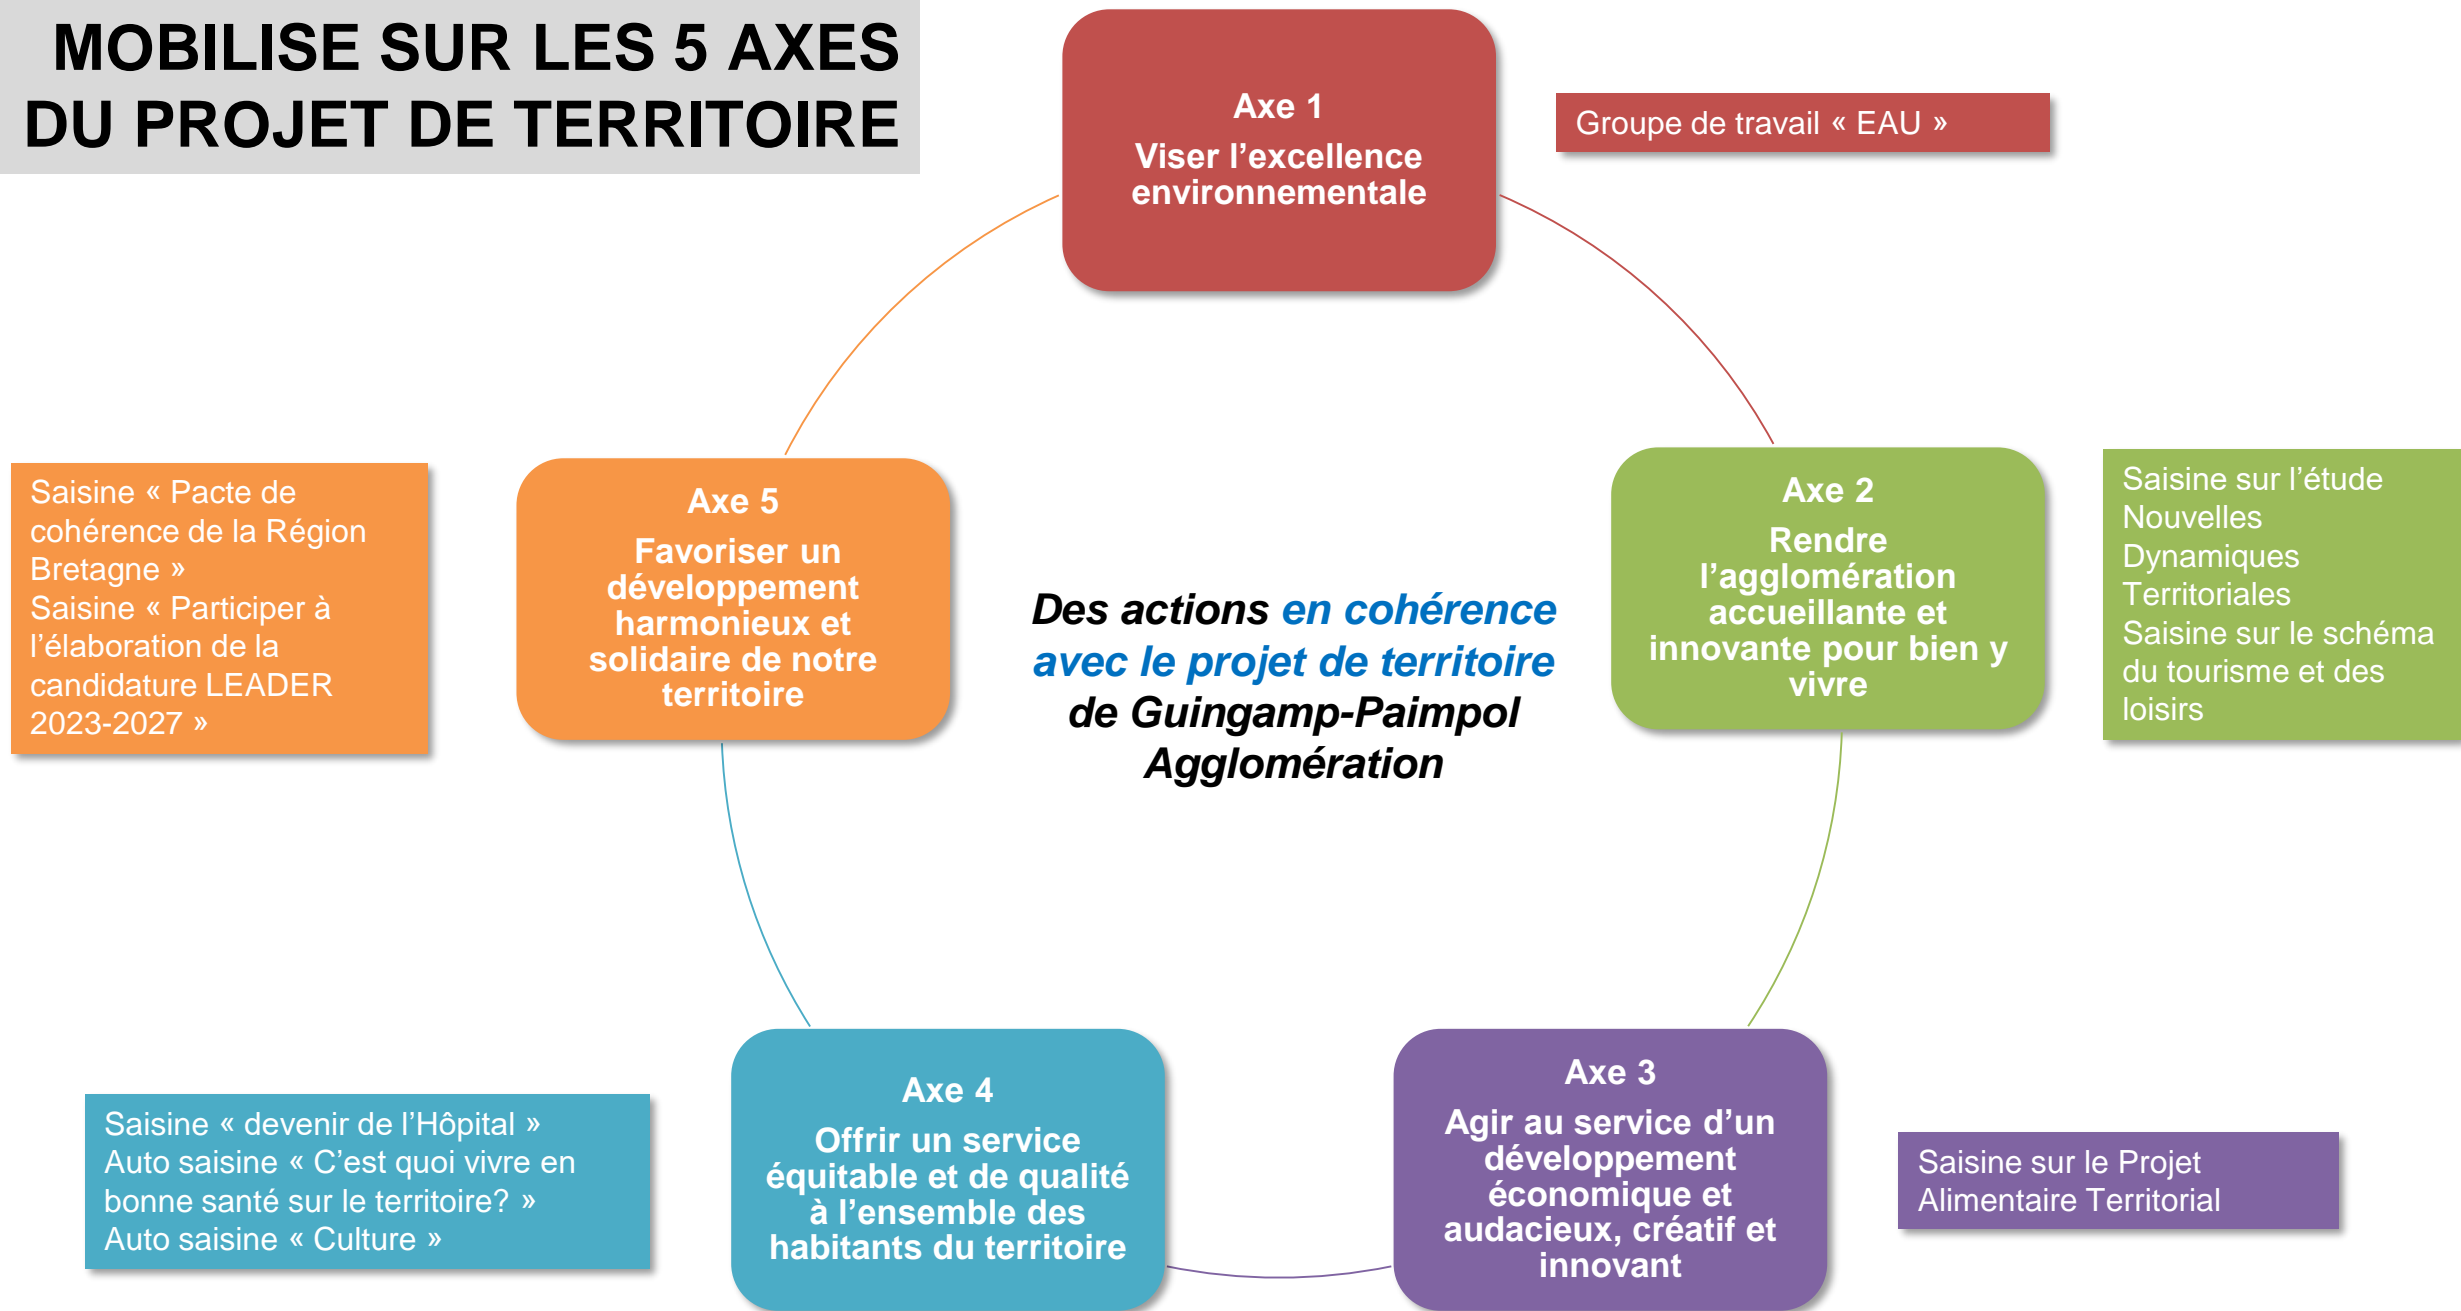 MOBILISE SUR LES 5 AXES
DU PROJET DE TERRITOIRE
Axe 1
Viser l’excellence
environnementale
Groupe de travail « EAU »
Axe 2
Rendre
l’agglomération
accueillante et
innovante pour bien y
vivre
Saisine sur l’étude
Nouvelles
Dynamiques
Territoriales
Saisine sur le schéma
du tourisme et des
loisirs
Axe 3
Agir au service d’un
développement
économique et
audacieux, créatif et
innovant
Saisine sur le Projet
Alimentaire Territorial
Axe 4
Offrir un service
équitable et de qualité
à l’ensemble des
habitants du territoire
Saisine « devenir de l’Hôpital »
Auto saisine « C’est quoi vivre en
bonne santé sur le territoire? »
Auto saisine « Culture »
Axe 5
Favoriser un
développement
harmonieux et
solidaire de notre
territoire
Saisine « Pacte de
cohérence de la Région
Bretagne »
Saisine « Participer à
l’élaboration de la
candidature LEADER
2023-2027 »
Des actions en cohérence
avec le projet de territoire
de Guingamp-Paimpol
Agglomération